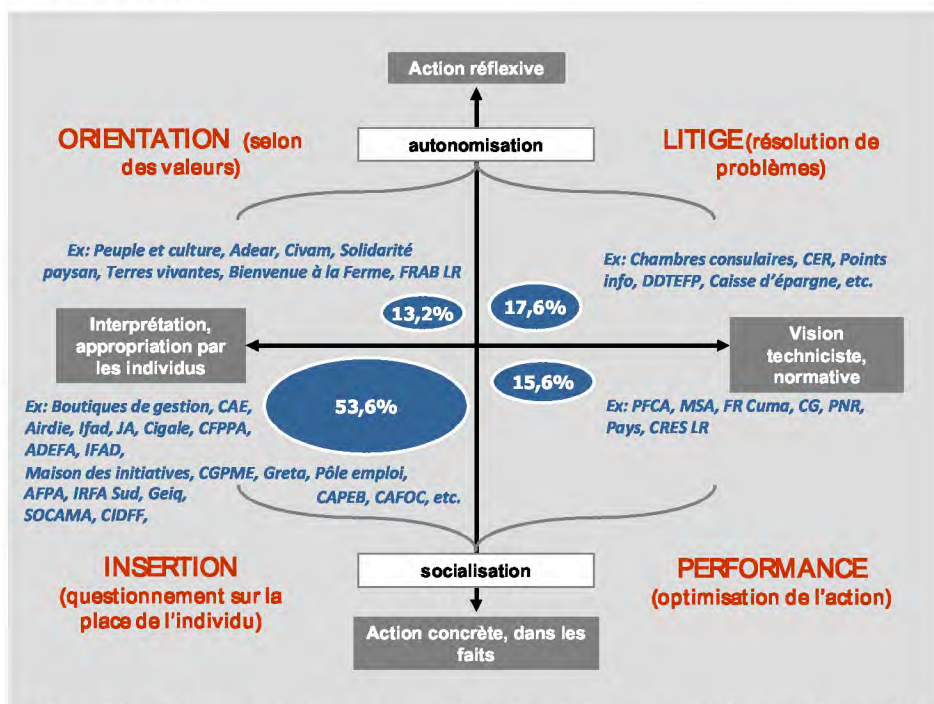 Action réflexive
ORIENTATION (selon
des valeurs)
autonomisation
LITIGE(résolution de
problèmes)
Ex: Peuple et culture, Adear, Civam, Solidarité
paysan, Terres vivantes, Bienvenue à la Ferme, FRAB LR
Ex: Chambres consulaires, CER, Points
info, DDTEFP, Caisse d'épargne, etc.
13,2%
17,6%
Interprétation,
appropriation par
les individus
Vision
techniciste,
normative
53,6%
15,6%
Ex: Boutiques de gestion, CAE,
Airdie, Ifad, JA, Cigale, CFPPA,
ADEFA, IFAD,
Maison des initiatives, CGPME, Greta, Pôle emploi,
AFPA, IRFA Sud, Geiq,
CAPEB, CAFOC, etc.
SOCAMA, CIDFF,
Ex: PFCA, MSA, FR Cuma, CG, PNR,
Pays, CRES LR
INSERTION
(questionnement sur la
place de l'individu)
socialisation
PERFORMANCE
(optimisation de l'action)
Action concrète, dans les
faits